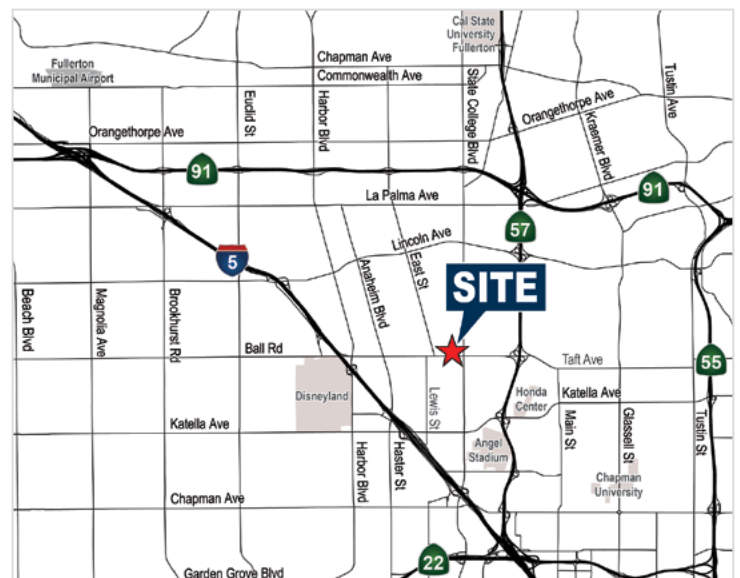 Cal State
University
Fullerton
Chapman Ave
Fullerton
Municipal Airport
Commonwealth Ave
Tustin Ave
Euclid St
Harbor Blvd
State College Blvd
Orangethorpe Ave
Kraemer Blvd
Orangethorpe Ave
91
91
La Palma Ave
57
Lincoln Ave
5
East St
Anaheim Blvd
SITE
Beach Blvd
Magnolia Ave
Brookhurst Rd
Ball Rd
Taft Ave
55
Disneyland
Lewis St
Honda
Center
Katella Ave
Katella Ave
Main St
Glassell St
Tustin St
Harbor Blvd
Haster St
Angel
Stadium
Chapman
University
Chapman Ave
22
Garden Grove Blvd